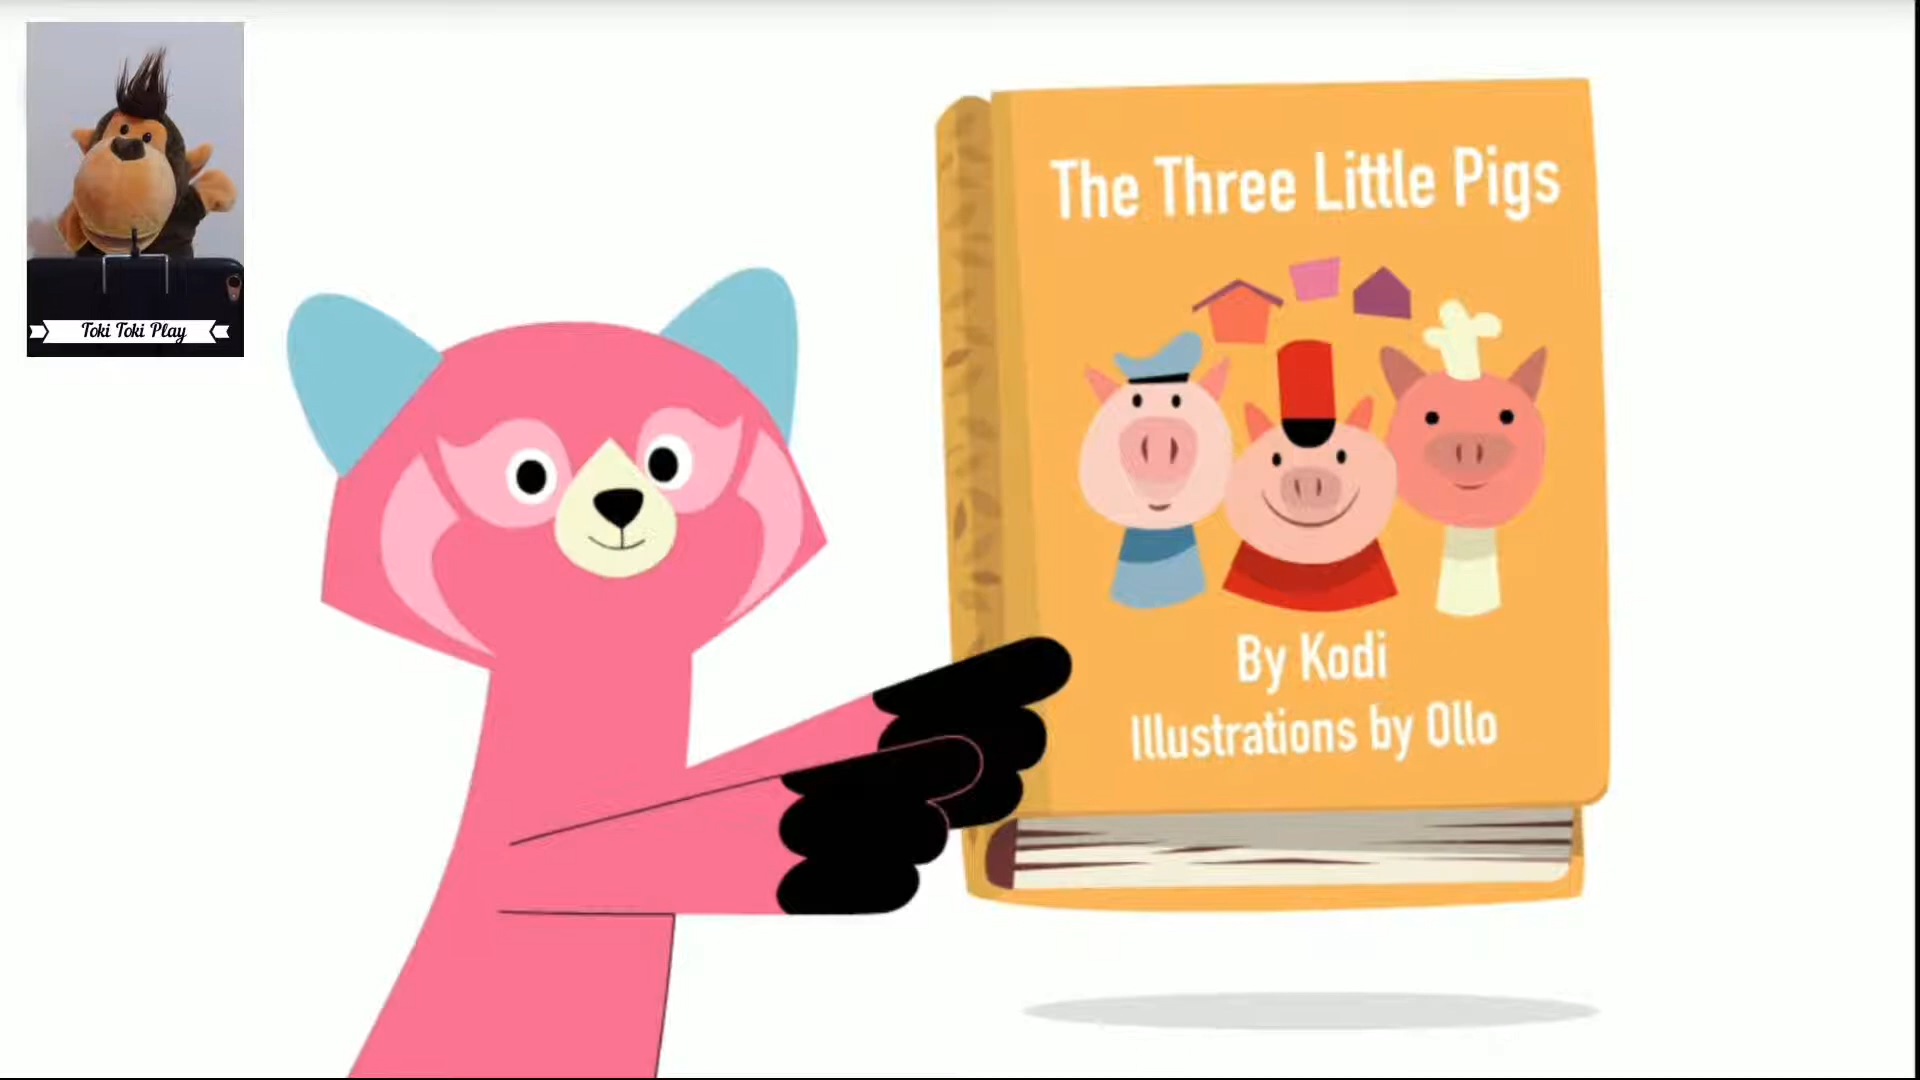 Toki Toki Play
The Three Little Pigs
By Kodi
Illustrations by Ollo